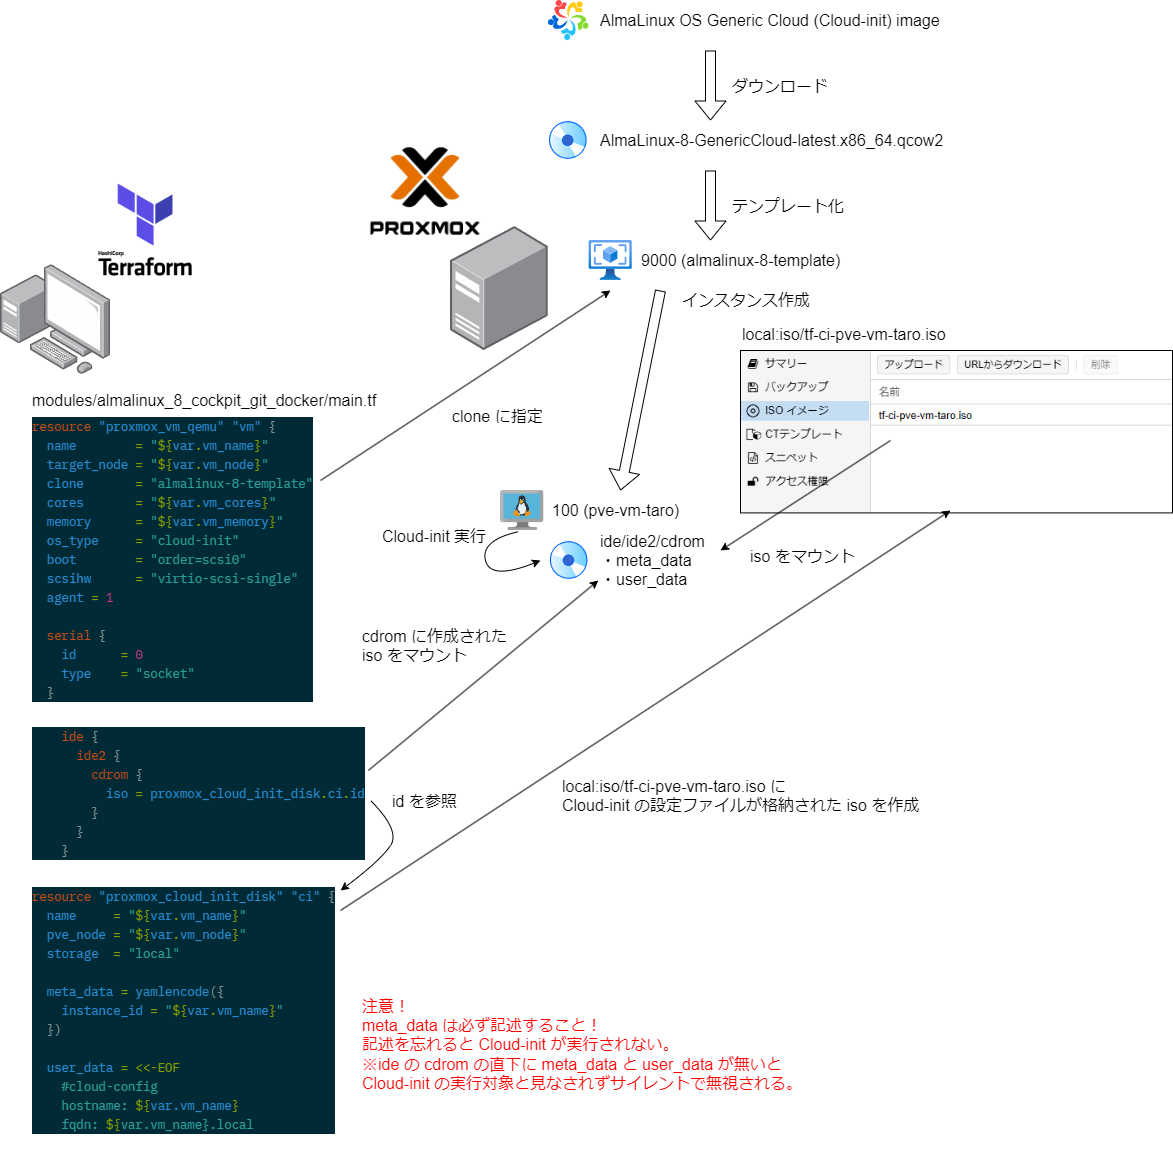 AlmaLinux OS Generic Cloud (Cloud-init) image
ダウンロード
AlmaLinux-8-GenericCloud-latest.x86_64.qcow2
テンプレート化
PROXMOX
HashiCorp
Terraform
9000 (almalinux-8-template)
インスタンス作成
local:iso/tf-ci-pve-vm-taro.iso
サマリー
バックアップ
ISO イメージ
CTテンプレート
スニペット
アクセス権限
アップロード URLからダウンロード 削除
名前
tf-ci-pve-vm-taro.iso
modules/almalinux_8_cockpit_git_docker/main.tf
clone に指定
resource "proxmox_vm_qemu" "vm" {
  name        = "${var.vm_name}"
  target_node = "${var.vm_node}"
  clone       = "almalinux-8-template"
  cores       = "${var.vm_cores}"
  memory      = "${var.vm_memory}"
  os_type     = "cloud-init"
  boot        = "order=scsi0"
  scsihw      = "virtio-scsi-single"
  agent = 1
  serial {
    id      = 0
    type    = "socket"
  }
100 (pve-vm-taro)
Cloud-init 実行
ide/ide2/cdrom
・meta_data
・user_data
iso をマウント
cdrom に作成された
iso をマウント
    ide {
      ide2 {
        cdrom {
          iso = proxmox_cloud_init_disk.ci.id
        }
      }
    }
id を参照
local:iso/tf-ci-pve-vm-taro.iso に
Cloud-init の設定ファイルが格納された iso を作成
resource "proxmox_cloud_init_disk" "ci" {
  name     = "${var.vm_name}"
  pve_node = "${var.vm_node}"
  storage  = "local"
  meta_data = yamlencode({
    instance_id = "${var.vm_name}"
  })
  user_data = <<-EOF
    #cloud-config
    hostname: ${var.vm_name}
    fqdn: ${var.vm_name}.local
注意！
meta_data は必ず記述すること！
記述を忘れると Cloud-init が実行されない。
※ide の cdrom の直下に meta_data と user_data が無いと
Cloud-init の実行対象と見なされずサイレントで無視される。